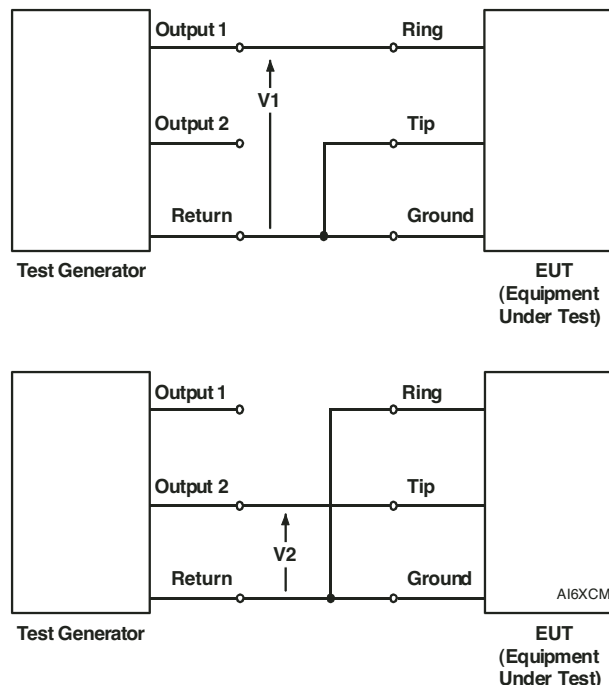 Output 1
Ring
V1
Output 2
Tip
Return
Ground
Test Generator
EUT
(Equipment
Under Test)
Output 1
Ring
Output 2
Tip
V2
Return
Ground
AI6XCM
Test Generator
EUT
(Equipment
Under Test)